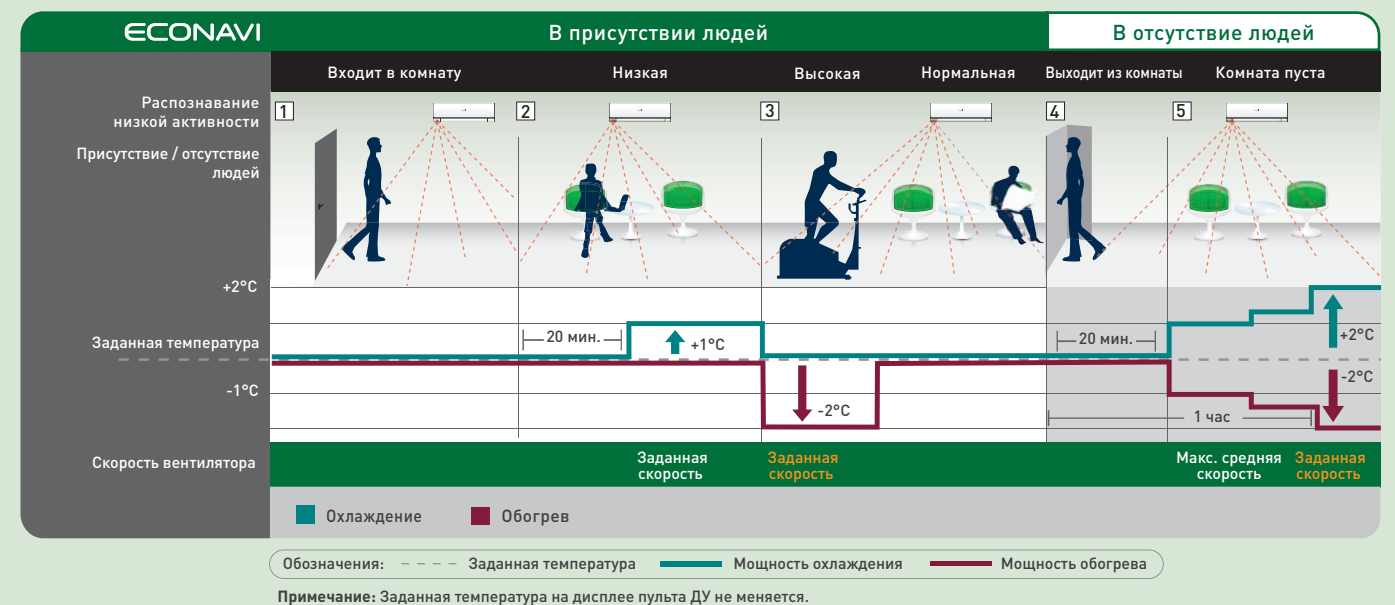 ECONAVI
В присутствии людей
В отсутствие людей
Входит в комнату
Низкая
Высокая
Нормальная
Выходит из комнаты
Комната пуста
Распознавание
низкой активности
Присутствие / отсутствие
людей
1
2
3
4
5
+2°C
Заданная температура
-1°C
20 мин.
+1°C
-2°C
20 мин.
+2°C
-2°C
1 час
Скорость вентилятора
Заданная
скорость
Заданная
скорость
Макс. средняя
скорость
Заданная
скорость
Охлаждение
Обогрев
Обозначения: Заданная температура Мощность охлаждения Мощность обогрева
Примечание: Заданная температура на дисплее пульта ДУ не меняется.